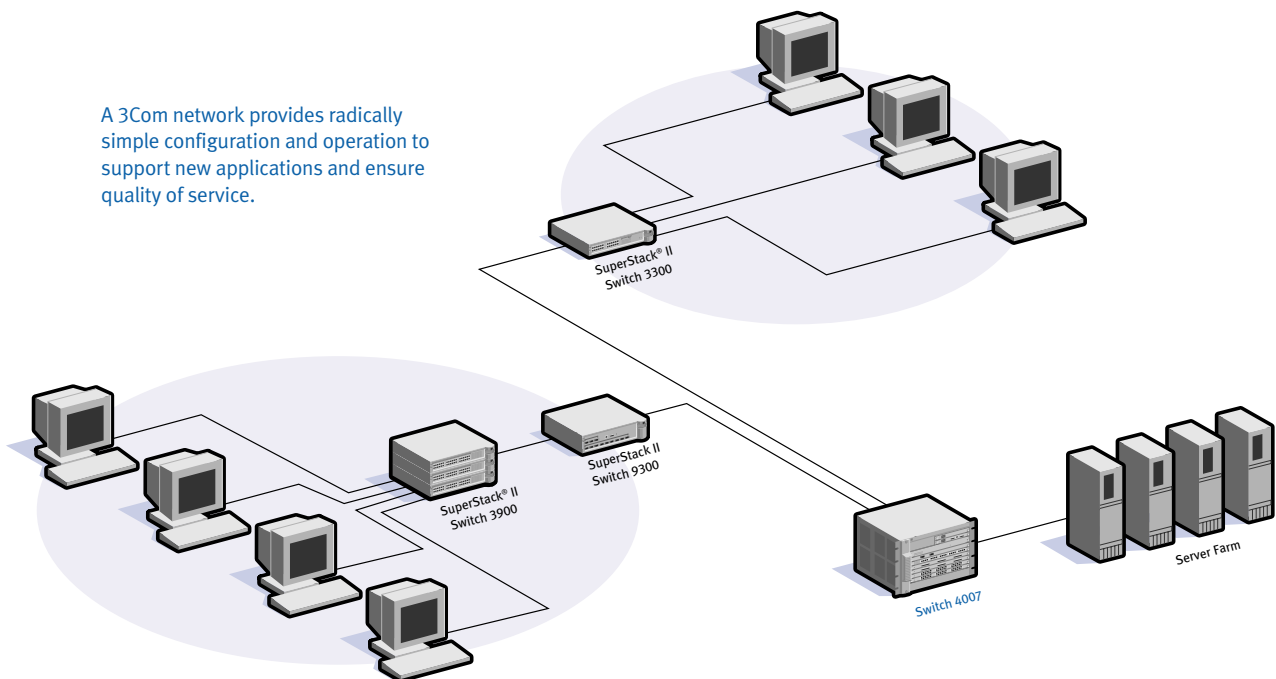 A 3Com network provides radically
simple configuration and operation to
support new applications and ensure
quality of service.
SuperStack® II
Switch 3300
SuperStack® II
Switch 3900
SuperStack II
Switch 9300
Switch 4007
Server Farm